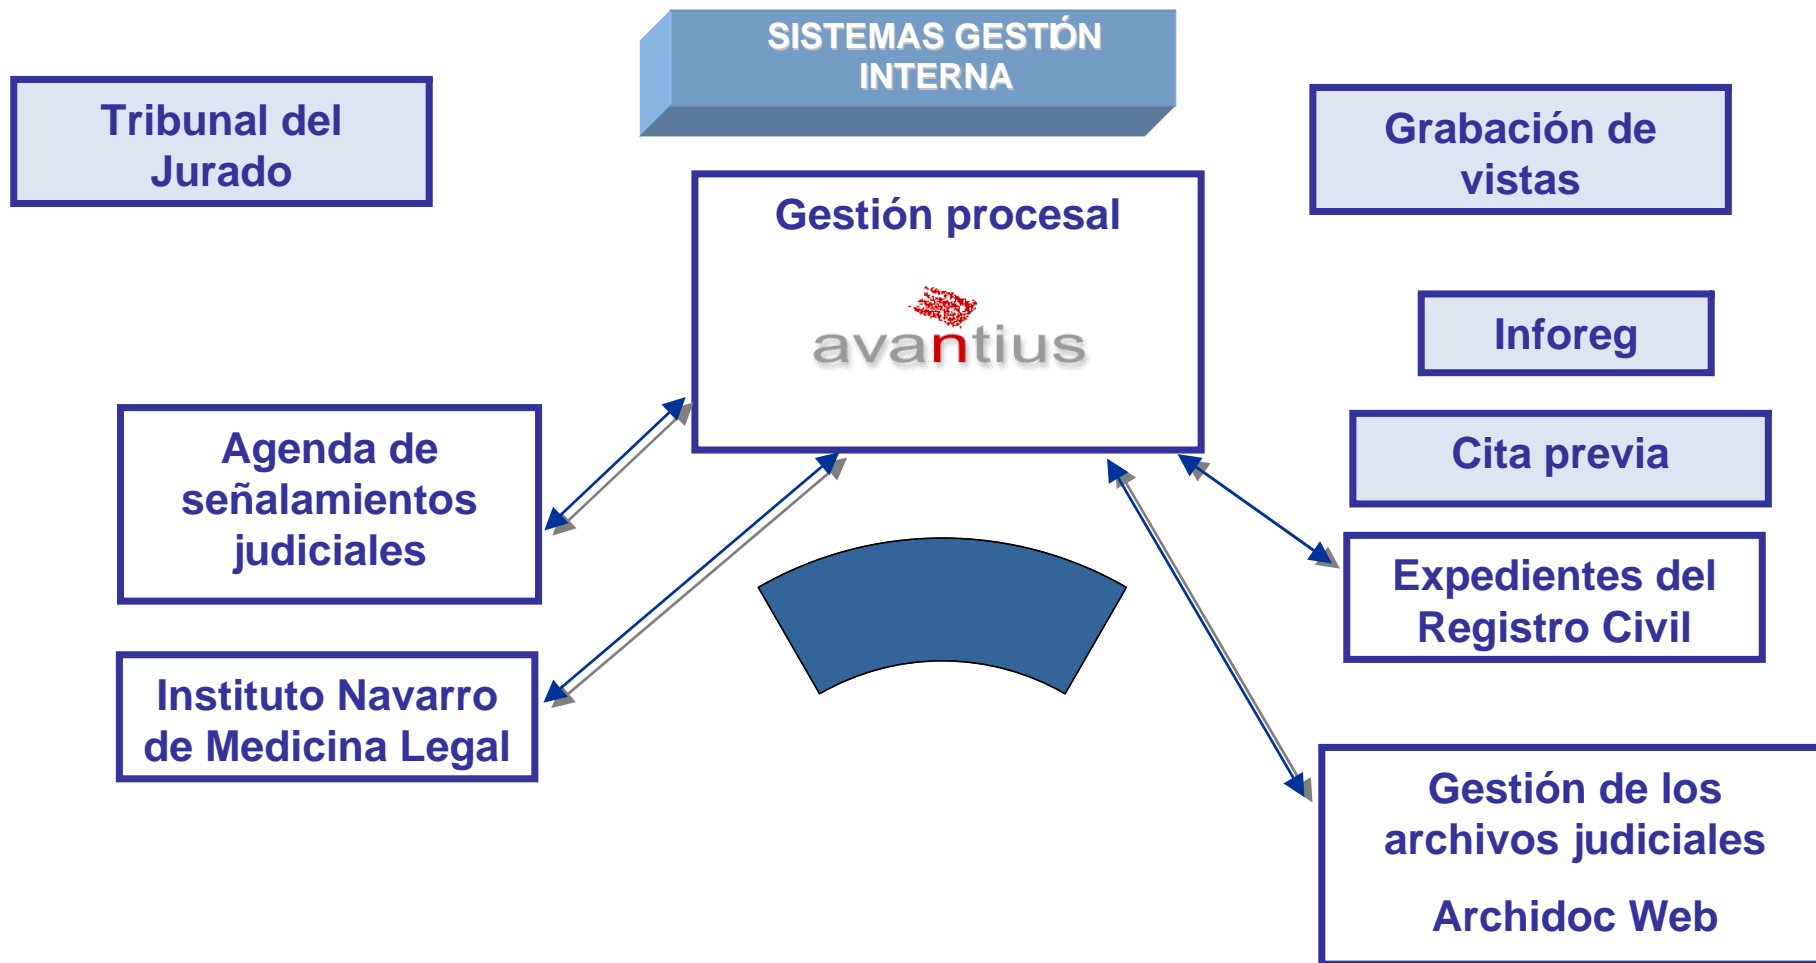 SISTEMAS GESTIÓN
INTERNA
Tribunal del
Jurado
Grabación de
vistas
Gestión procesal
avantius
Inforeg
Agenda de
señalamientos
judiciales
Cita previa
Expedientes del
Registro Civil
Instituto Navarro
de Medicina Legal
Gestión de los
archivos judiciales
Archidoc Web